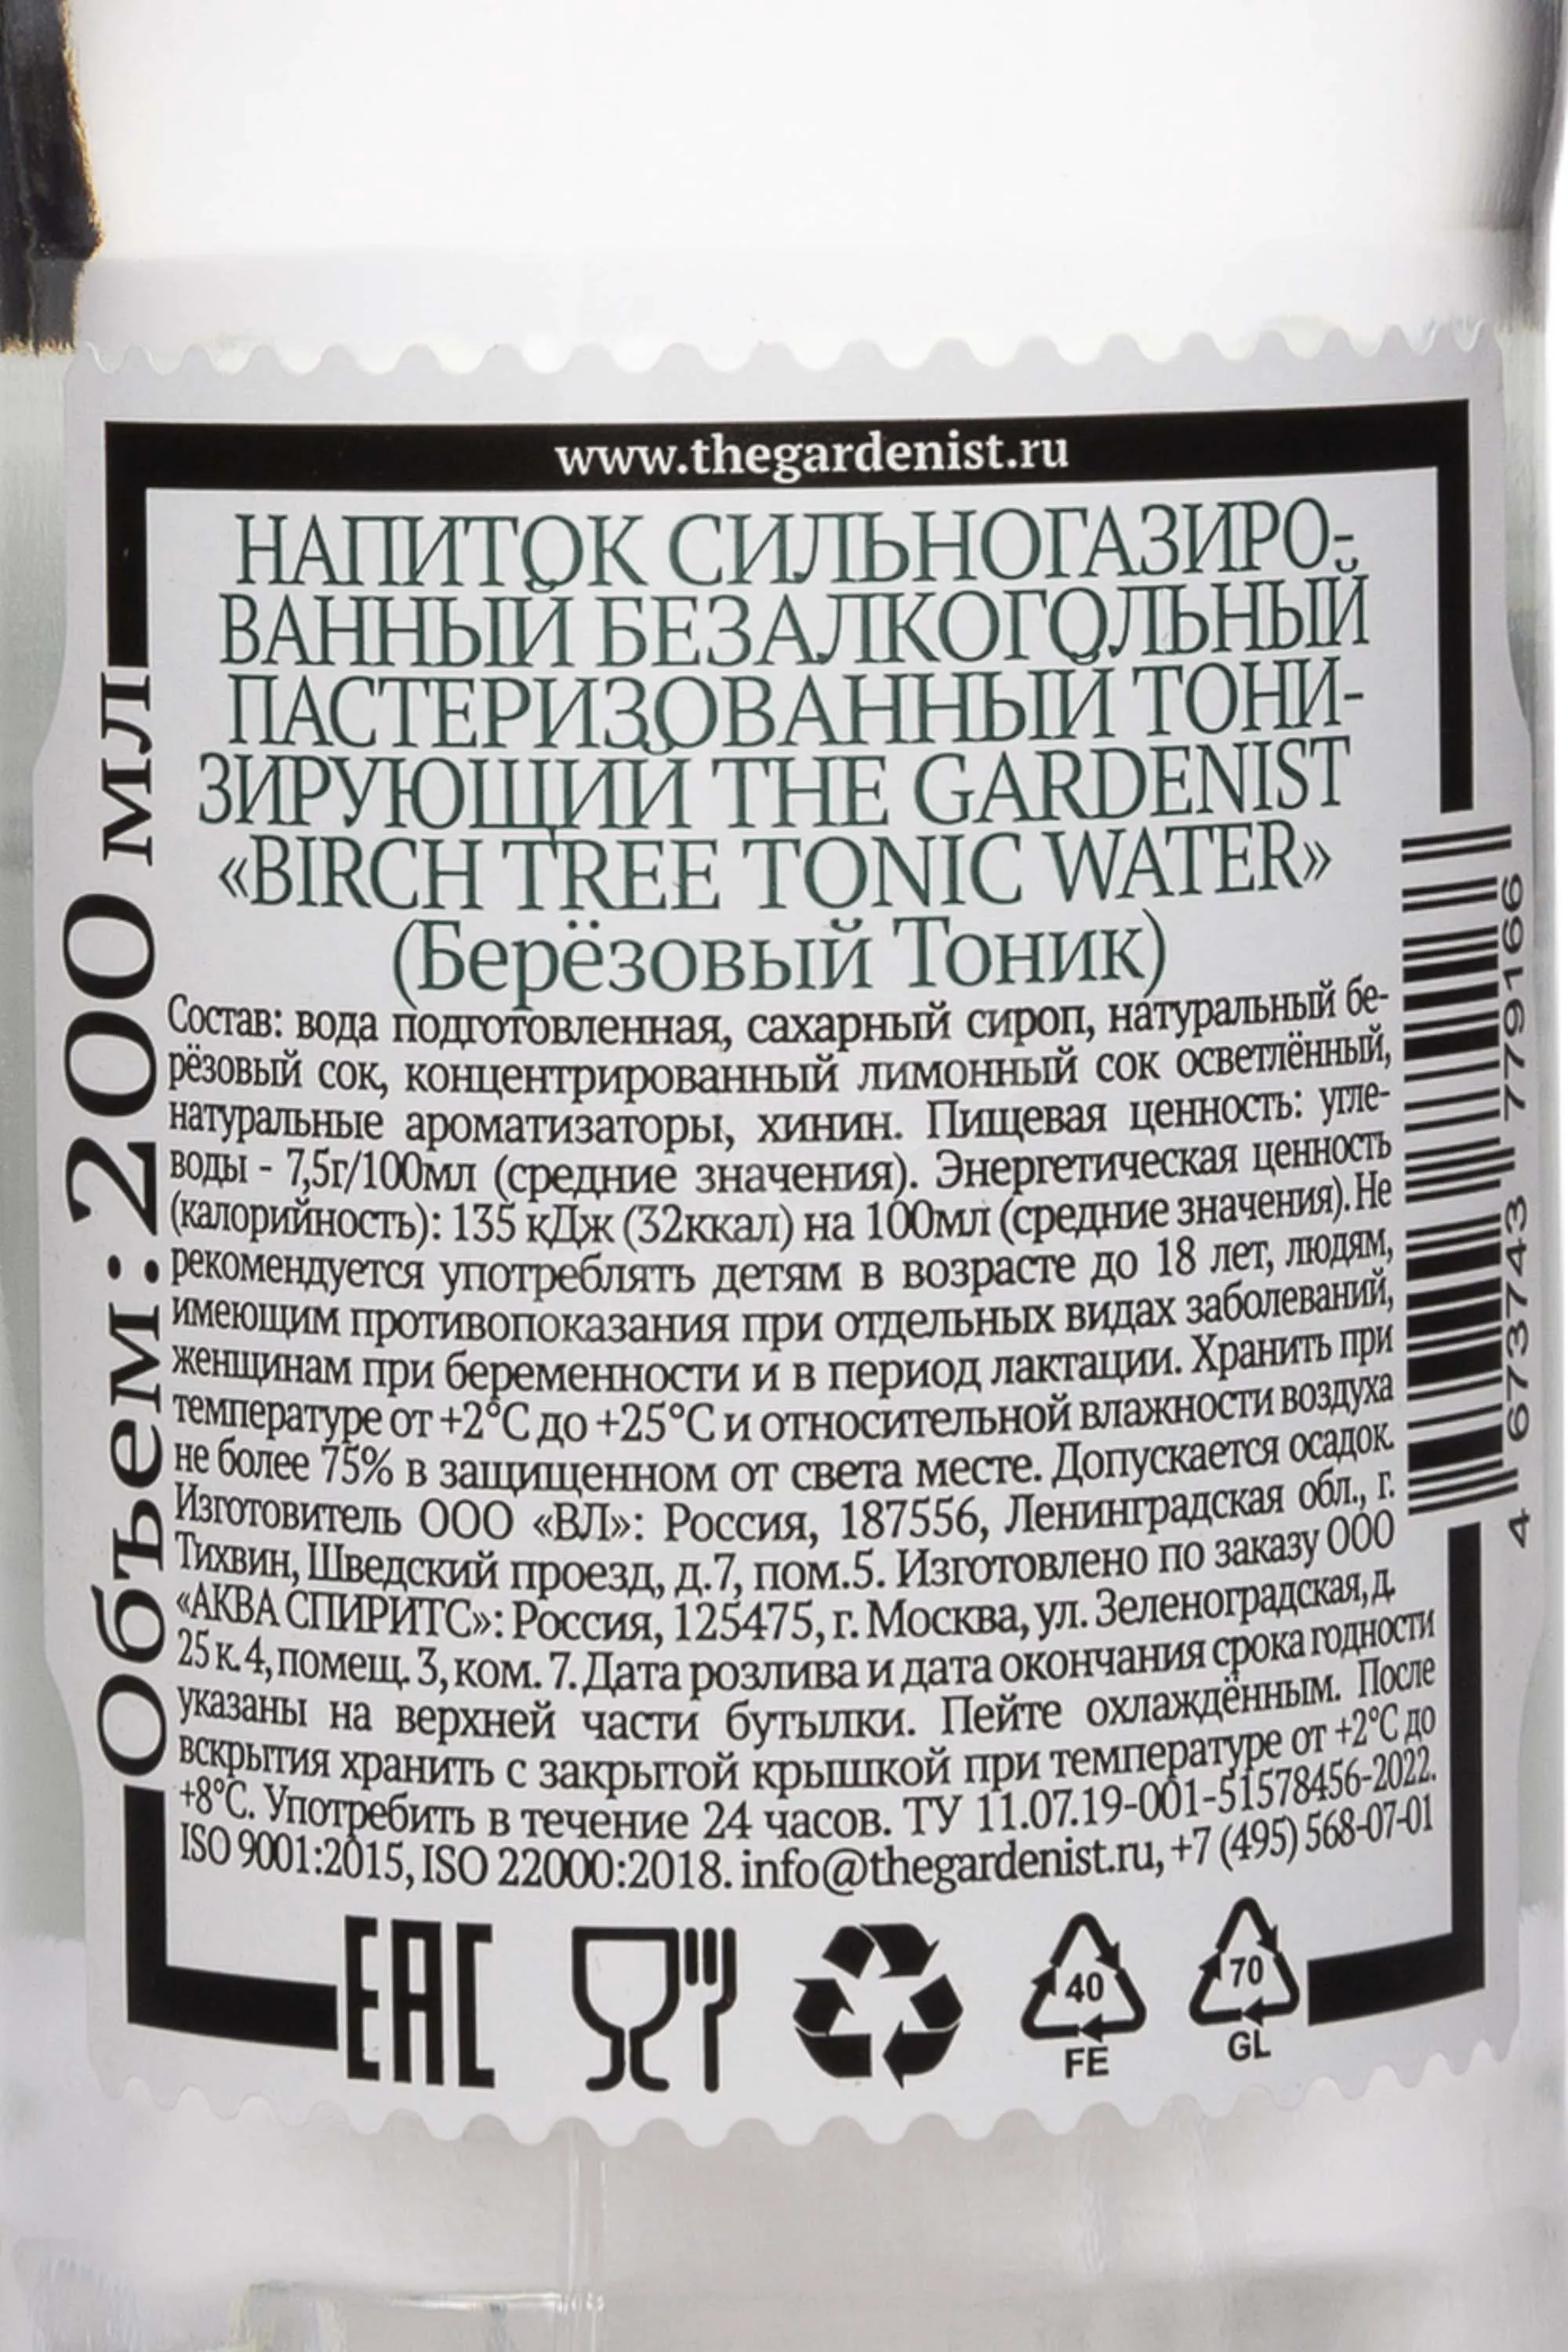 www.thegardenist.ru
НАПИТОК СИЛЬНОГАЗИРО-
ВАННЫЙ БЕЗАЛКОГОЛЬНЫЙ
ПАСТЕРИЗОВАННЫЙ ТОНИ-
ЗИРУЮЩИЙ THE GARDENIST
«BIRCH TREE TONIC WATER»
(Берёзовый Тоник)
Состав: вода подготовленная, сахарный сироп, натуральный бе-
рёзовый сок, концентрированный лимонный сок осветлённый,
натуральные ароматизаторы, хинин. Пищевая ценность: угле-
воды - 7,5г/100мл (средние значения). Энергетическая ценность
(калорийность): 135 кДж (32ккал) на 100мл (средние значения). Не
рекомендуется употреблять детям в возрасте до 18 лет, людям,
имеющим противопоказания при отдельных видах заболеваний,
женщинам при беременности и в период лактации. Хранить при
температуре от +2°C до +25°C и относительной влажности воздуха
не более 75% в защищенном от света месте. Допускается осадок.
Изготовитель ООО «ВЛ»: Россия, 187556, Ленинградская обл., г.
Тихвин, Шведский проезд, д.7, пом.5. Изготовлено по заказу ООО
«АКВА СПИРИТС»: Россия, 125475, г. Москва, ул. Зеленоградская, д.
25 к. 4, помещ. 3, ком. 7. Дата розлива и дата окончания срока годности
указаны на верхней части бутылки. Пейте охлаждённым. После
вскрытия хранить с закрытой крышкой при температуре от +2°C до
+8°C. Употребить в течение 24 часов. ТУ 11.07.19-001-51578456-2022.
ISO 9001:2015, ISO 22000:2018. info@thegardenist.ru, +7 (495) 568-07-01
Объем: 200 мл
4 673743 779166
EAC
40
FE
70
GL